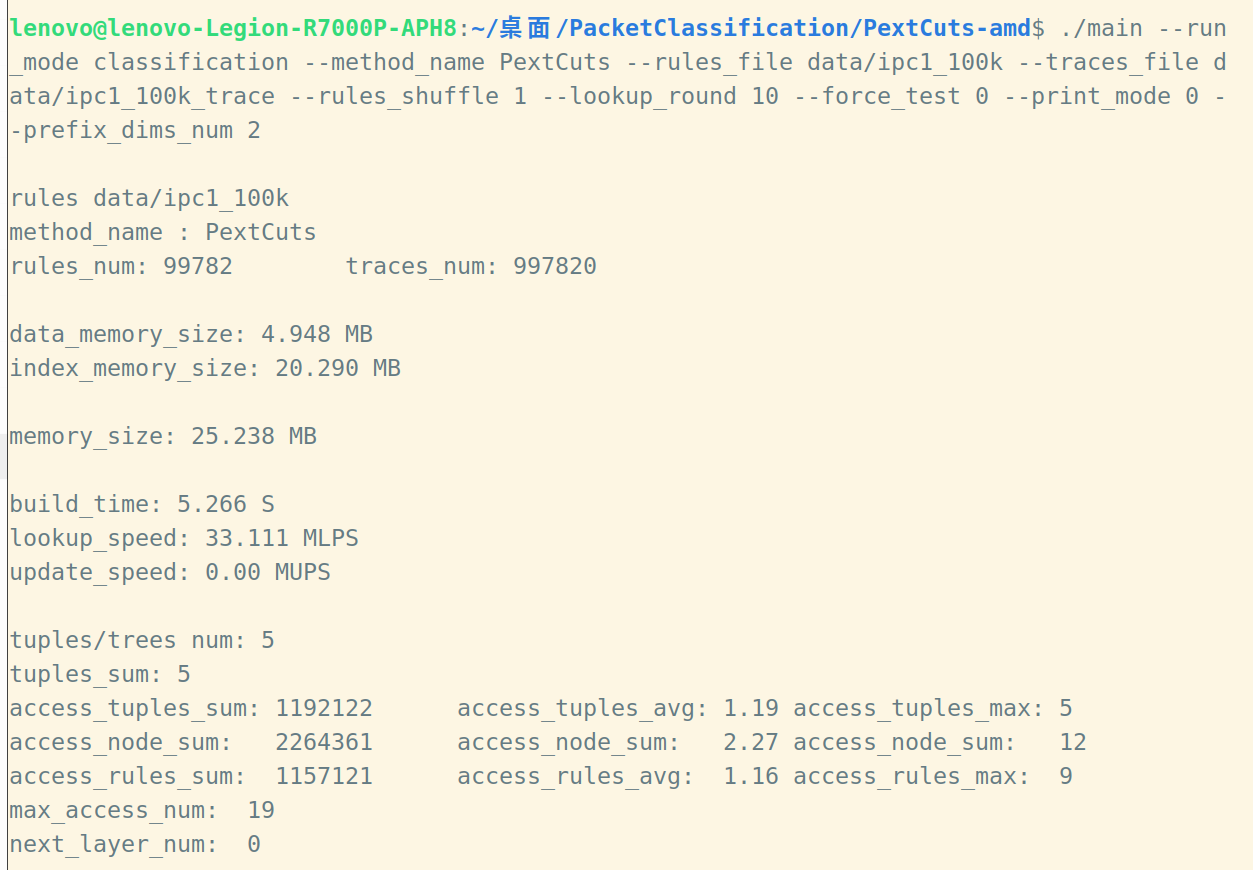 lenovo@lenovo-Legion-R7000P-APH8:~/桌面/PacketClassification/PextCuts-amd$ ./main --run
_mode classification --method_name PextCuts --rules_file data/ipc1_100k --traces_file d
ata/ipc1_100k_trace --rules_shuffle 1 --lookup_round 10 --force_test 0 --print_mode 0 -
-prefix_dims_num 2
rules data/ipc1_100k
method_name : PextCuts
rules_num: 99782        traces_num: 997820
data_memory_size: 4.948 MB
index_memory_size: 20.290 MB
memory_size: 25.238 MB
build_time: 5.266 S
lookup_speed: 33.111 MLPS
update_speed: 0.00 MUPS
tuples/trees num: 5
tuples_sum: 5
access_tuples_sum: 1192122      access_tuples_avg: 1.19 access_tuples_max: 5
access_node_sum:   2264361      access_node_sum:   2.27 access_node_sum:   12
access_rules_sum:  1157121      access_rules_avg:  1.16 access_rules_max:  9
max_access_num:  19
next_layer_num:  0